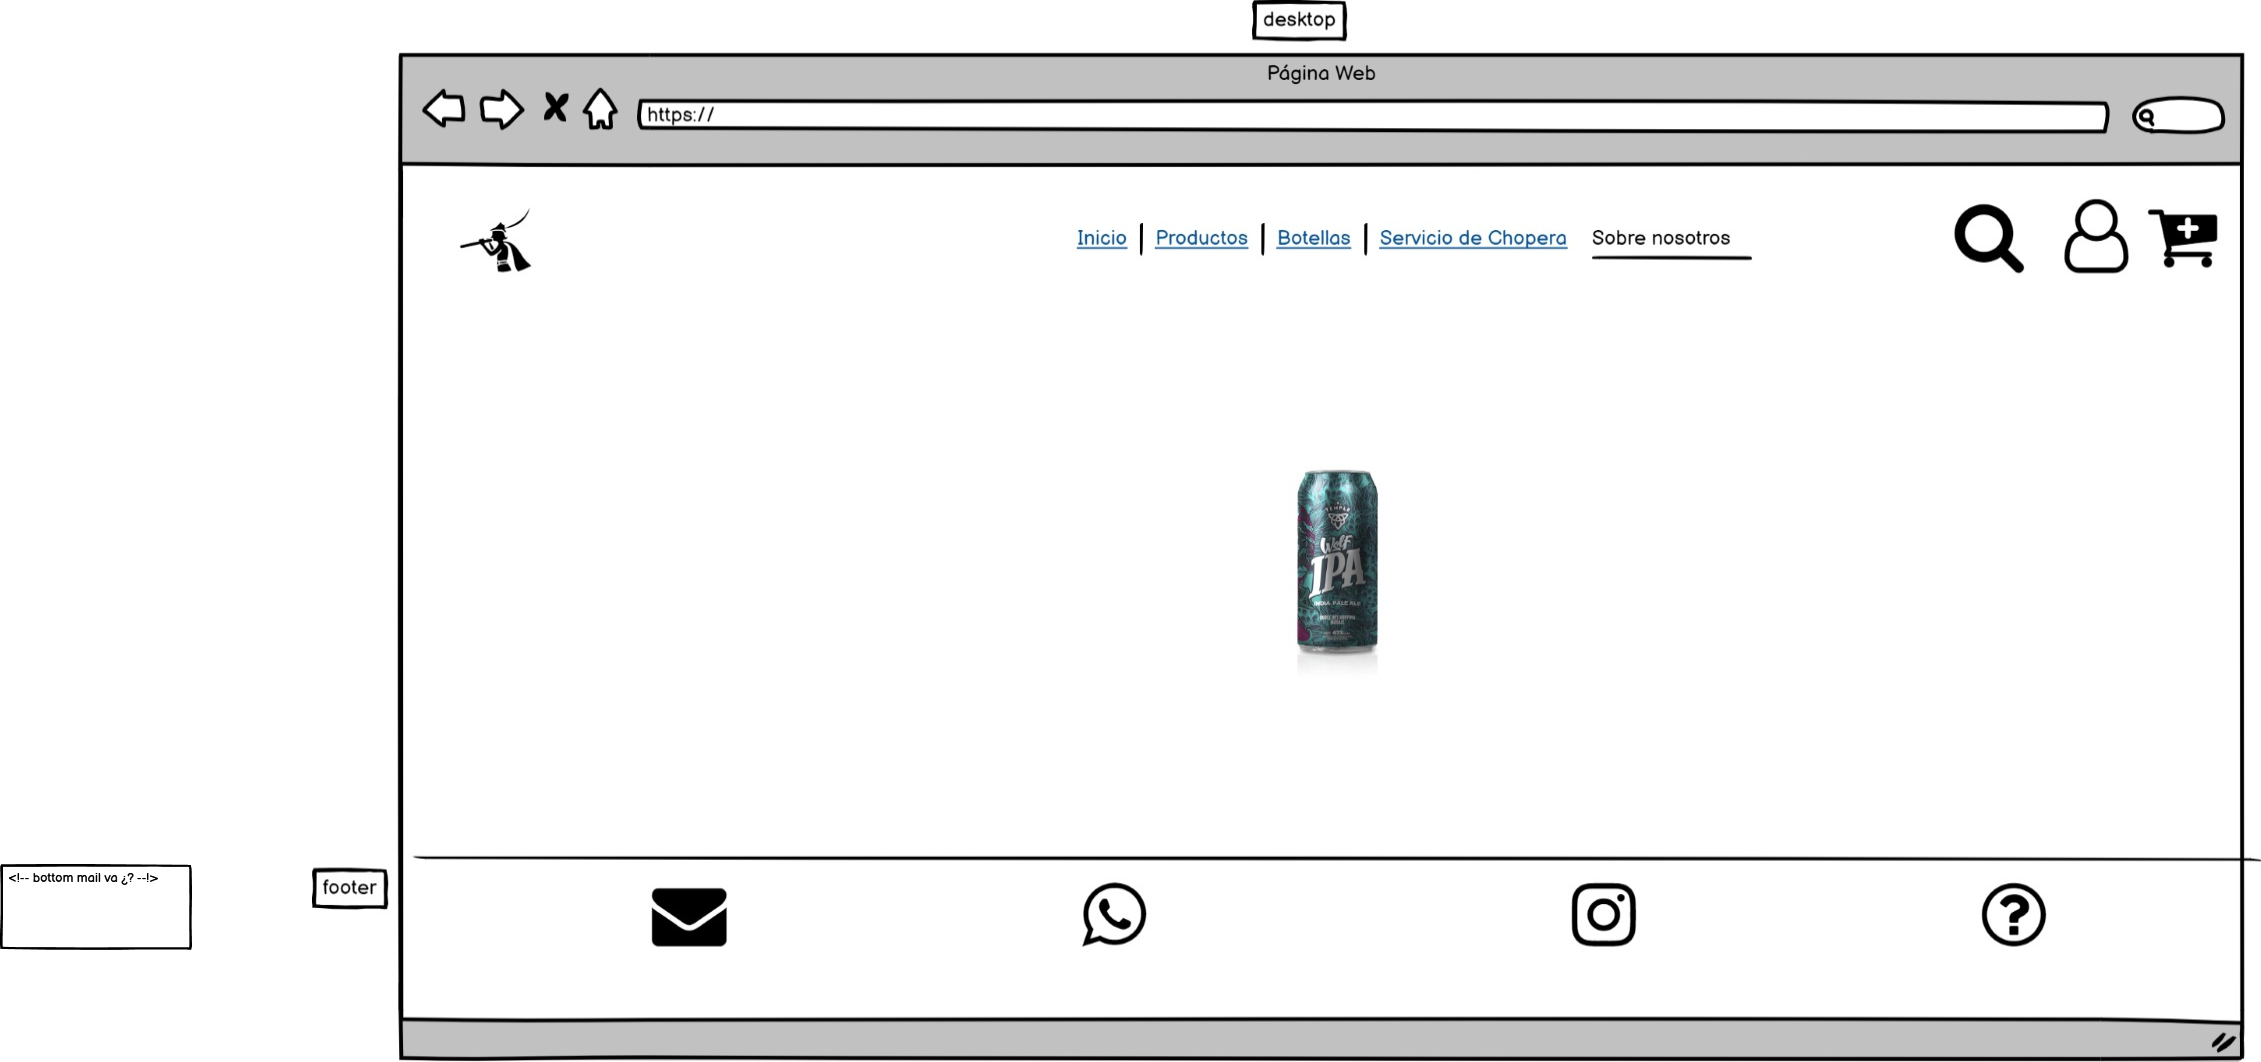 desktop
Página Web
https://
Inicio
Productos
Botellas
Servicio de Chopera
Sobre nosotros
TEMPLE
Wolf
IPA
INDIA PALE ALE
<!-- bottom mail va ¿? --!>
footer